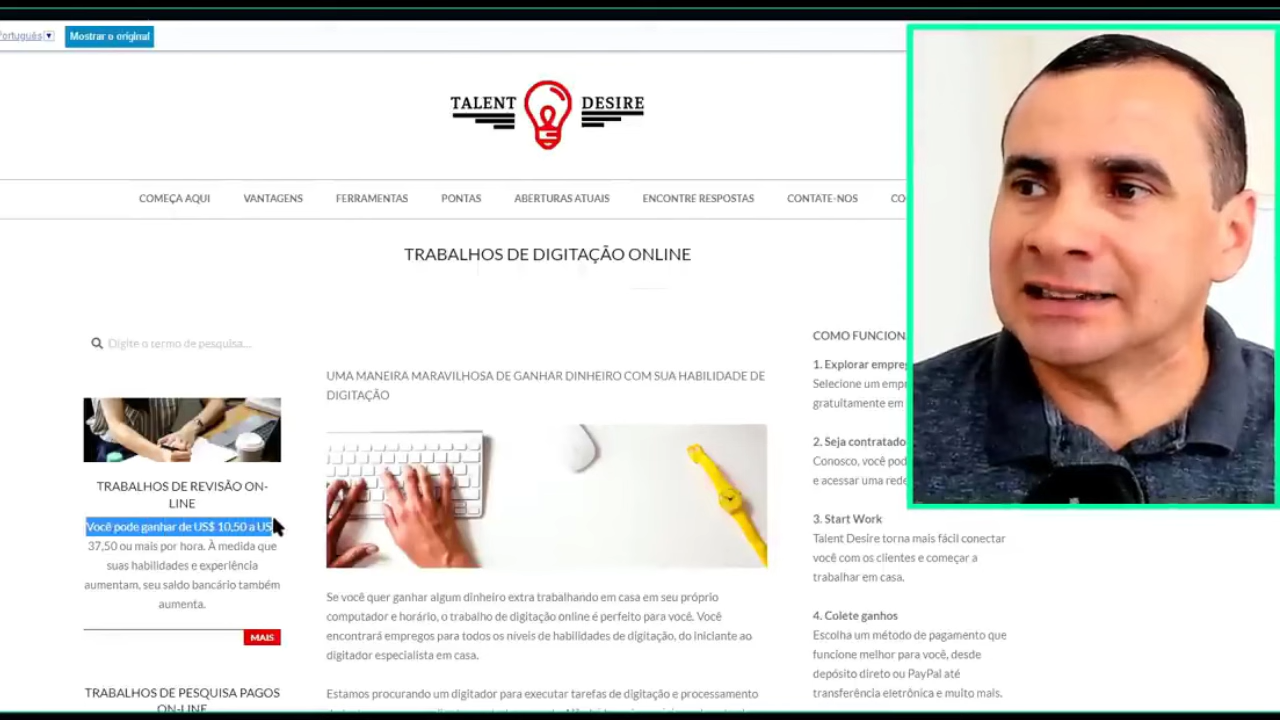 Português
Mostrar o original
TALENT DESIRE
COMEÇA AQUI VANTAGENS FERRAMENTAS PONTAS ABERTURAS ATUAIS ENCONTRE RESPOSTAS CONTATE-NOS CO
TRABALHOS DE DIGITAÇÃO ONLINE
Digite o termo de pesquisa...
TRABALHOS DE REVISÃO ON-
LINE
Você pode ganhar de US$ 10,50 a US
37,50 ou mais por hora. À medida que
suas habilidades e experiência
aumentam, seu saldo bancário também
aumenta.
MAIS
TRABALHOS DE PESQUISA PAGOS
ON-LINE
UMA MANEIRA MARAVILHOSA DE GANHAR DINHEIRO COM SUA HABILIDADE DE
DIGITAÇÃO
Se você quer ganhar algum dinheiro extra trabalhando em casa em seu próprio
computador e horário, o trabalho de digitação online é perfeito para você. Você
encontrará empregos para todos os níveis de habilidades de digitação, do iniciante ao
digitador especialista em casa.
Estamos procurando um digitador para executar tarefas de digitação e processamento
COMO FUNCION
1. Explorar empreg
Selecione um emp
gratuitamente em
2. Seja contratado
Conosco, você pod
e acessar uma rede
3. Start Work
Talent Desire torna mais fácil conectar
você com os clientes e começar a
trabalhar em casa.
4. Colete ganhos
Escolha um método de pagamento que
funcione melhor para você, desde
depósito direto ou PayPal até
transferência eletrônica e muito mais.